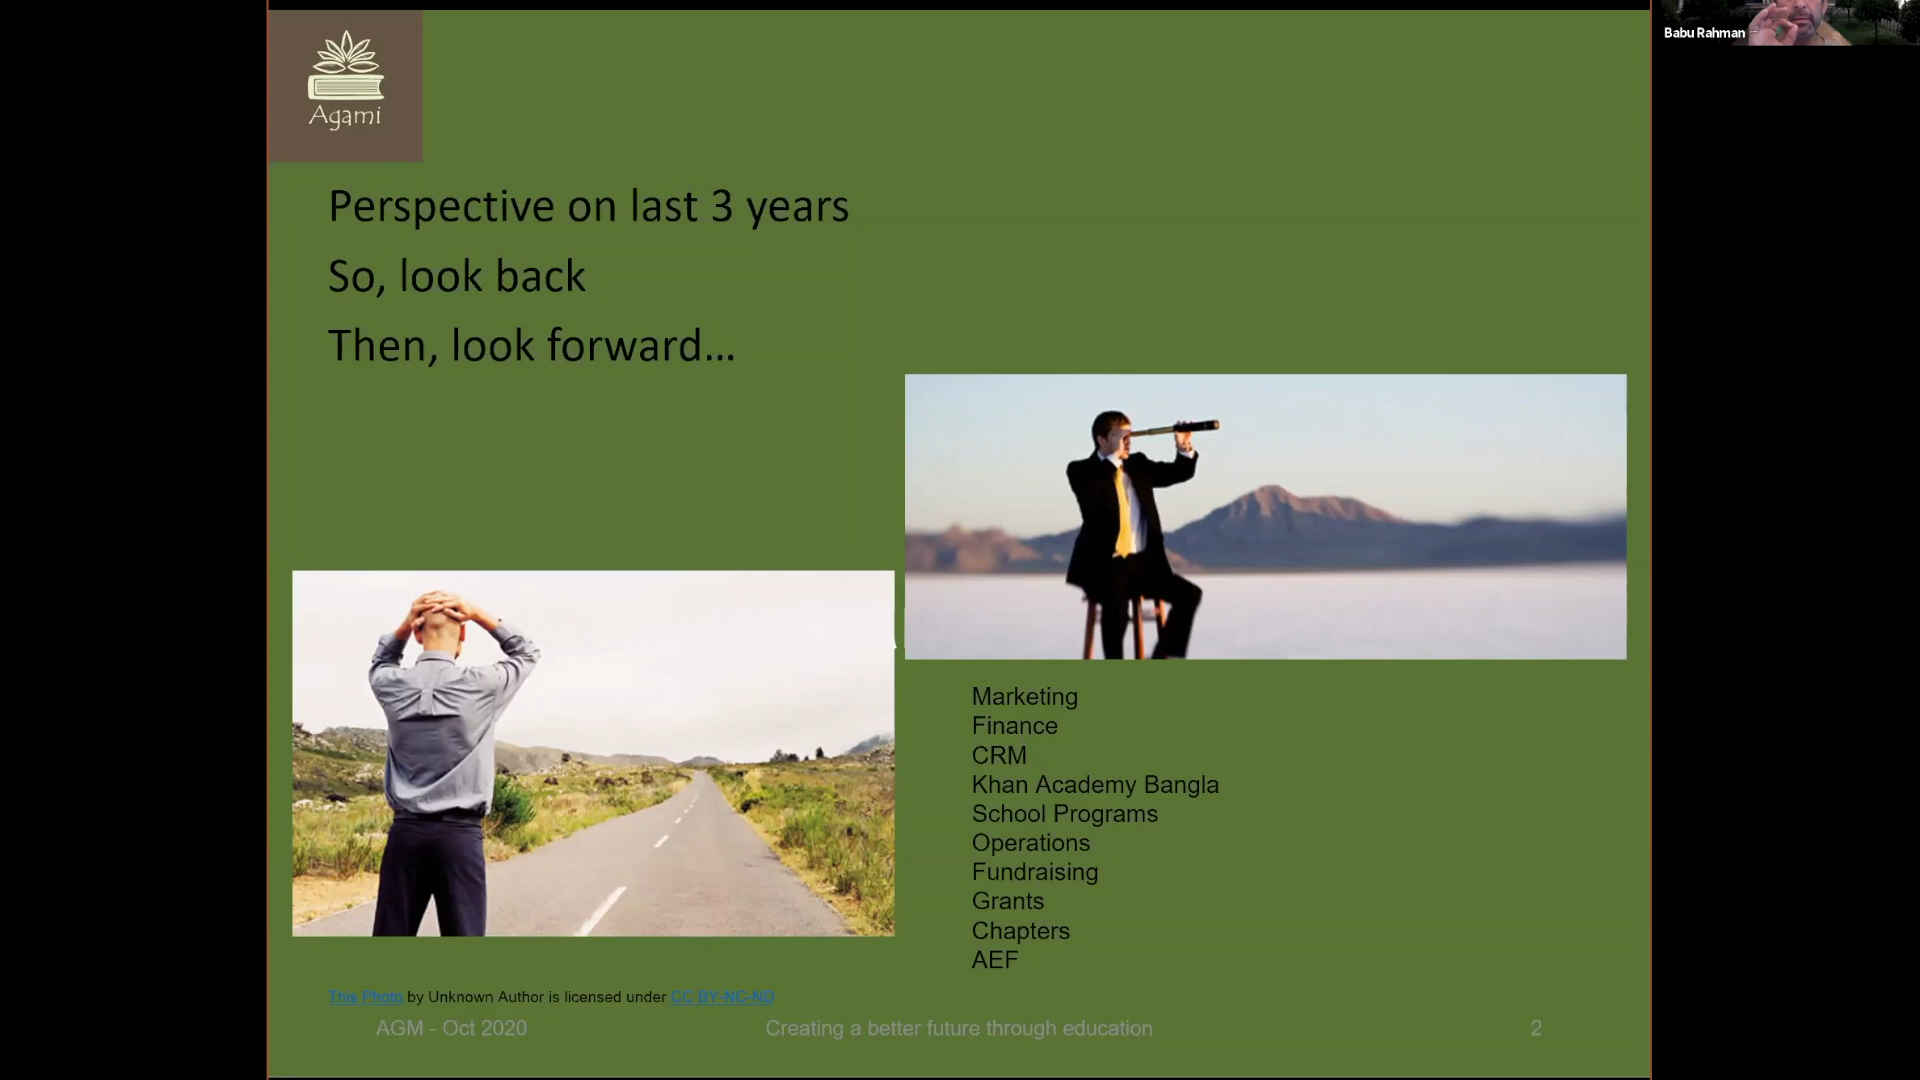 Agami
Babu Rahman
Perspective on last 3 years
So, look back
Then, look forward...
Marketing
Finance
CRM
Khan Academy Bangla
School Programs
Operations
Fundraising
Grants
Chapters
AEF
This Photo by Unknown Author is licensed under CC BY-NC-ND
AGM - Oct 2020
Creating a better future through education
2